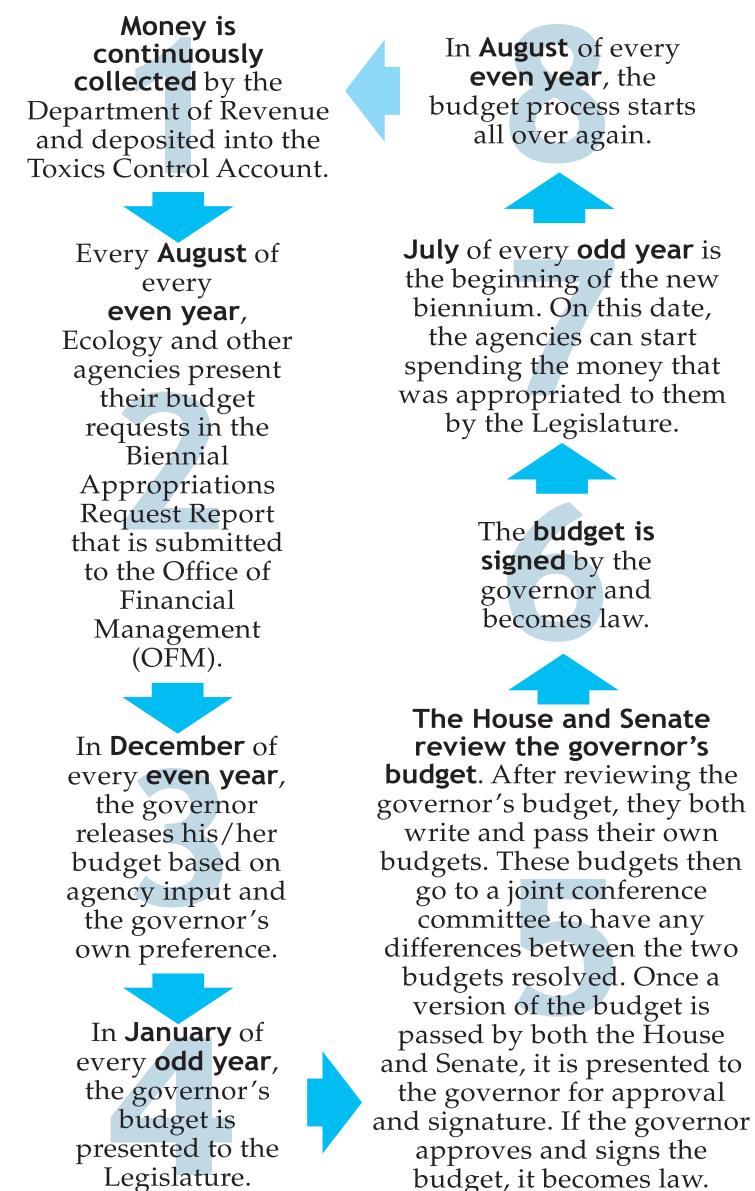 1
Money is
continuously
collected by the
Department of Revenue
and deposited into the
Toxics Control Account.
2
Every August of
every
even year,
Ecology and other
agencies present
their budget
requests in the
Biennial
Appropriations
Request Report
that is submitted
to the Office of
Financial
Management
(OFM).
3
In December of
every even year,
the governor
releases his/her
budget based on
agency input and
the governor’s
own preference.
4
In January of
every odd year,
the governor’s
budget is
presented to the
Legislature.
5
The House and Senate
review the governor’s
budget. After reviewing the
governor’s budget, they both
write and pass their own
budgets. These budgets then
go to a joint conference
committee to have any
differences between the two
budgets resolved. Once a
version of the budget is
passed by both the House
and Senate, it is presented to
the governor for approval
and signature. If the governor
approves and signs the
budget, it becomes law.
6
The budget is
signed by the
governor and
becomes law.
7
July of every odd year is
the beginning of the new
biennium. On this date,
the agencies can start
spending the money that
was appropriated to them
by the Legislature.
8
In August of every
even year, the
budget process starts
all over again.